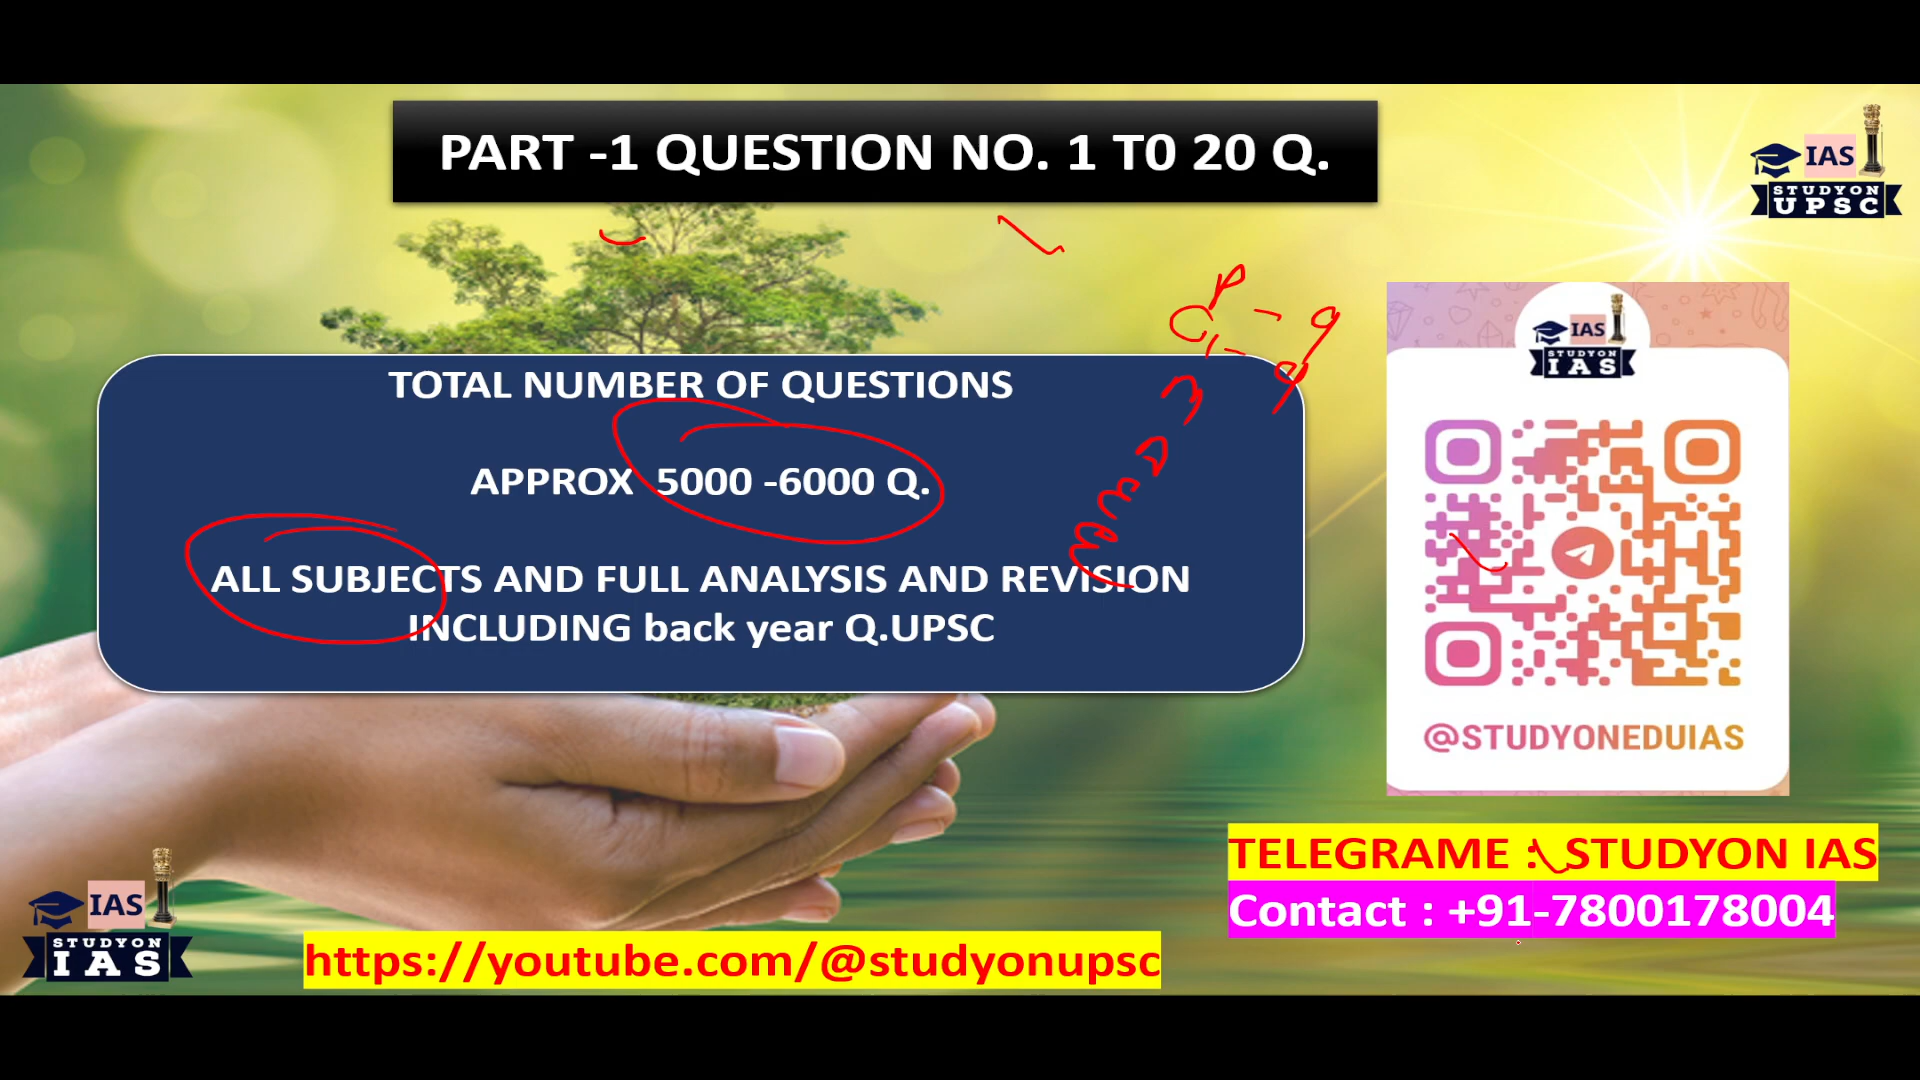 PART -1 QUESTION NO. 1 T0 20 Q.
IAS
STUDYON
UPSC
TOTAL NUMBER OF QUESTIONS
APPROX 5000 -6000 Q.
ALL SUBJECTS AND FULL ANALYSIS AND REVISION
INCLUDING back year Q.UPSC
IAS
STUDYON
IAS
@STUDYONEDUIAS
TELEGRAME : STUDYON IAS
Contact : +91-7800178004
IAS
STUDYON
IAS
https://youtube.com/@studyonupsc